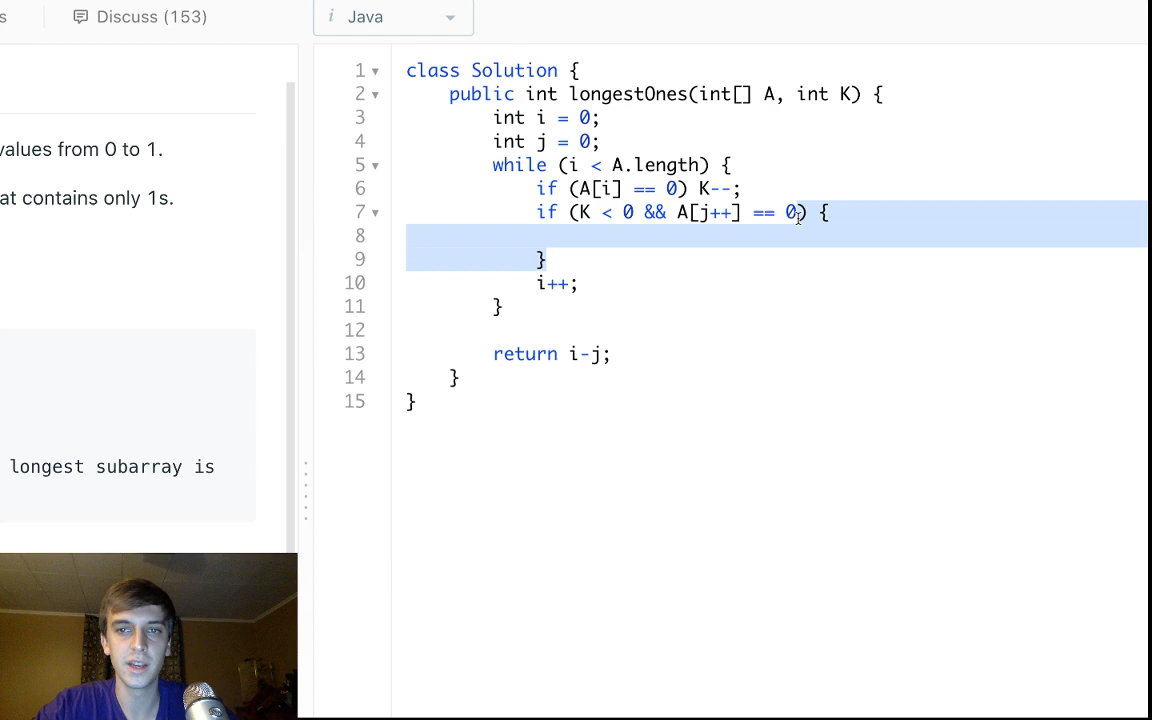 s
Discuss (153)
i Java
values from 0 to 1.
at contains only 1s.
longest subarray is
1 class Solution {
2 public int longestOnes(int[] A, int K) {
3 int i = 0;
4 int j = 0;
5 while (i < A.length) {
6 if (A[i] == 0) K--;
7 if (K < 0 && A[j++] == 0) {
8
9 }
10 i++;
11 }
12
13 return i-j;
14 }
15 }